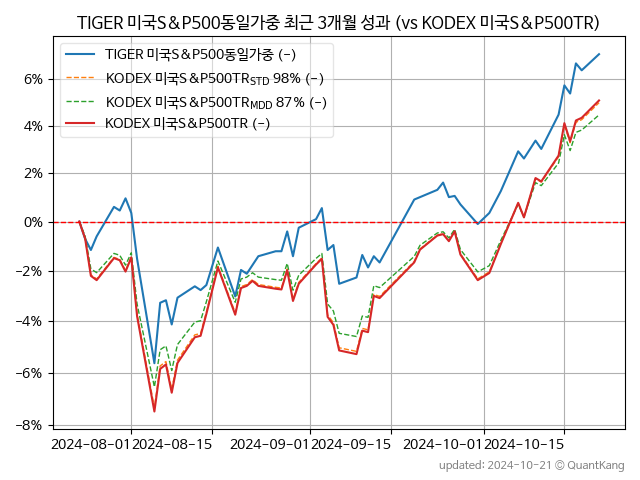 TIGER 미국S&P500동일가중 최근 3개월 성과 (vs KODEX 미국S&P500TR)
TIGER 미국S&P500동일가중 (-)
KODEX 미국S&P500TR_STD 98% (-)
KODEX 미국S&P500TR_MDD 87% (-)
KODEX 미국S&P500TR (-)
6%
4%
2%
0%
−2%
−4%
−6%
−8%
2024-08-01 2024-08-15 2024-09-01 2024-09-15 2024-10-01 2024-10-15
updated: 2024-10-21 © QuantKang